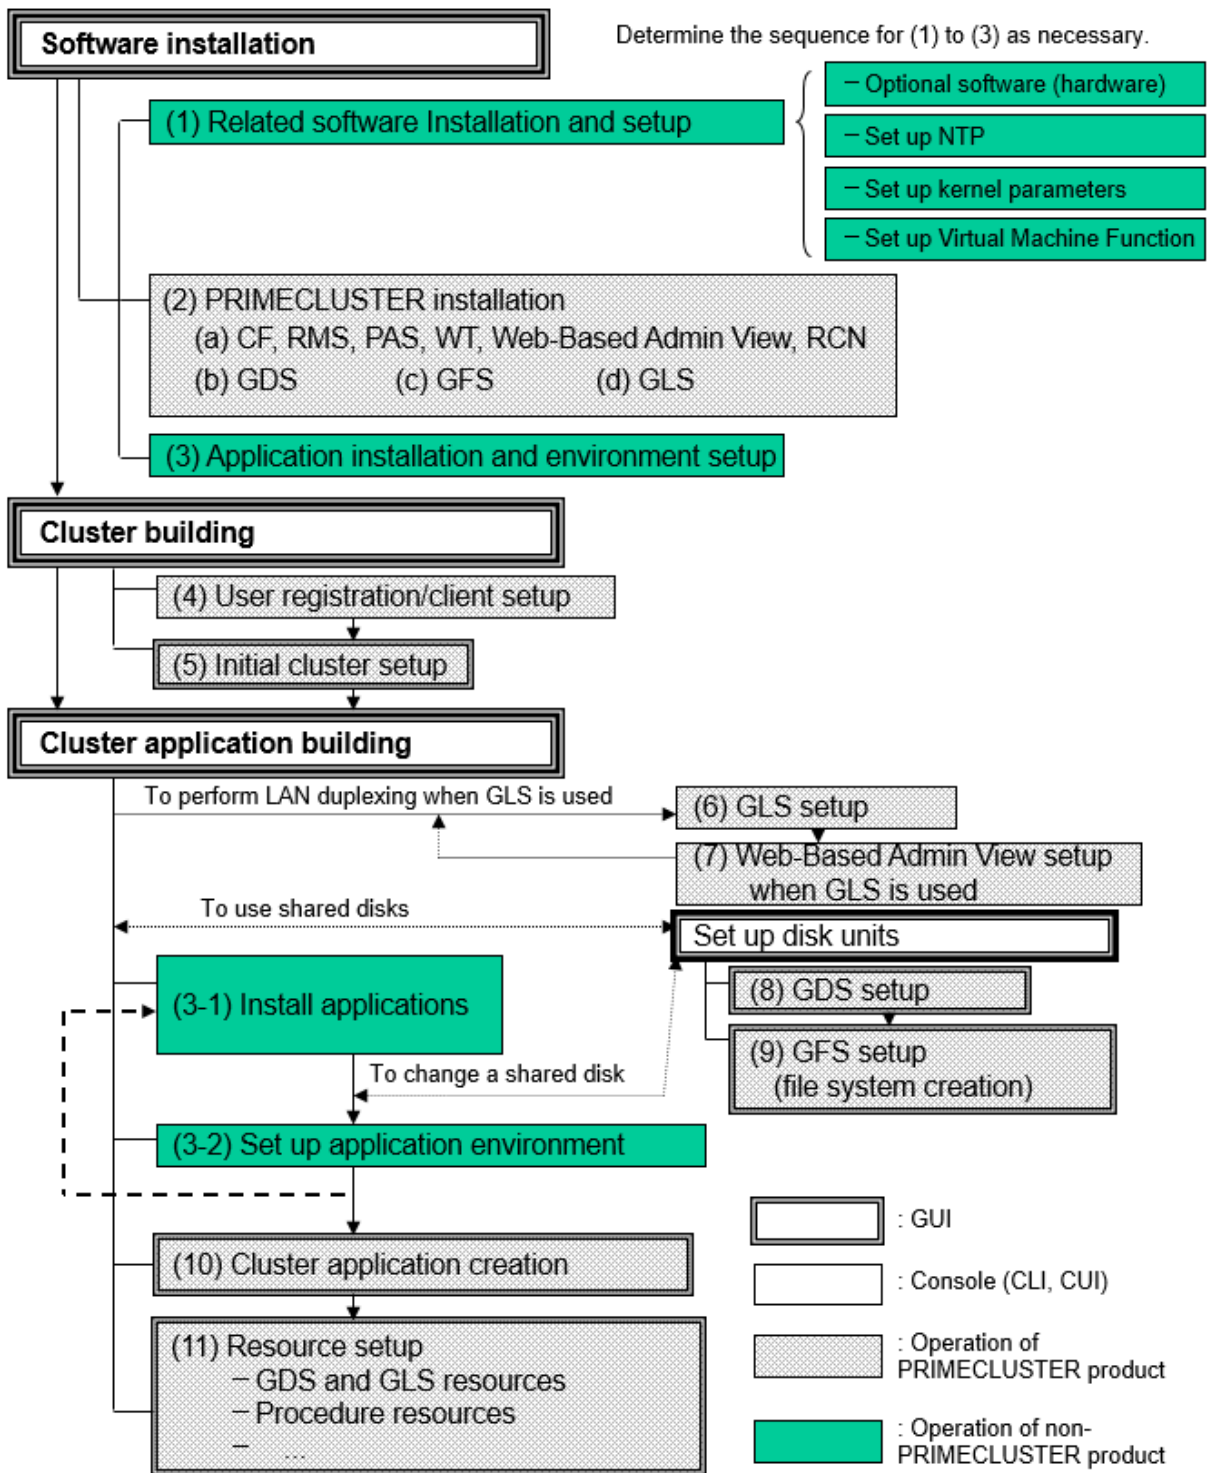 Software installation
Determine the sequence for (1) to (3) as necessary.
(1) Related software Installation and setup
– Optional software (hardware)
– Set up NTP
– Set up kernel parameters
– Set up Virtual Machine Function
(2) PRIMECLUSTER installation
(a) CF, RMS, PAS, WT, Web-Based Admin View, RCN
(b) GDS (c) GFS (d) GLS
(3) Application installation and environment setup
Cluster building
(4) User registration/client setup
(5) Initial cluster setup
Cluster application building
To perform LAN duplexing when GLS is used
(6) GLS setup
(7) Web-Based Admin View setup
when GLS is used
To use shared disks
Set up disk units
(8) GDS setup
(9) GFS setup
(file system creation)
(3-1) Install applications
To change a shared disk
(3-2) Set up application environment
(10) Cluster application creation
(11) Resource setup
– GDS and GLS resources
– Procedure resources
– ...
: GUI
: Console (CLI, CUI)
: Operation of
PRIMECLUSTER product
: Operation of non-
PRIMECLUSTER product